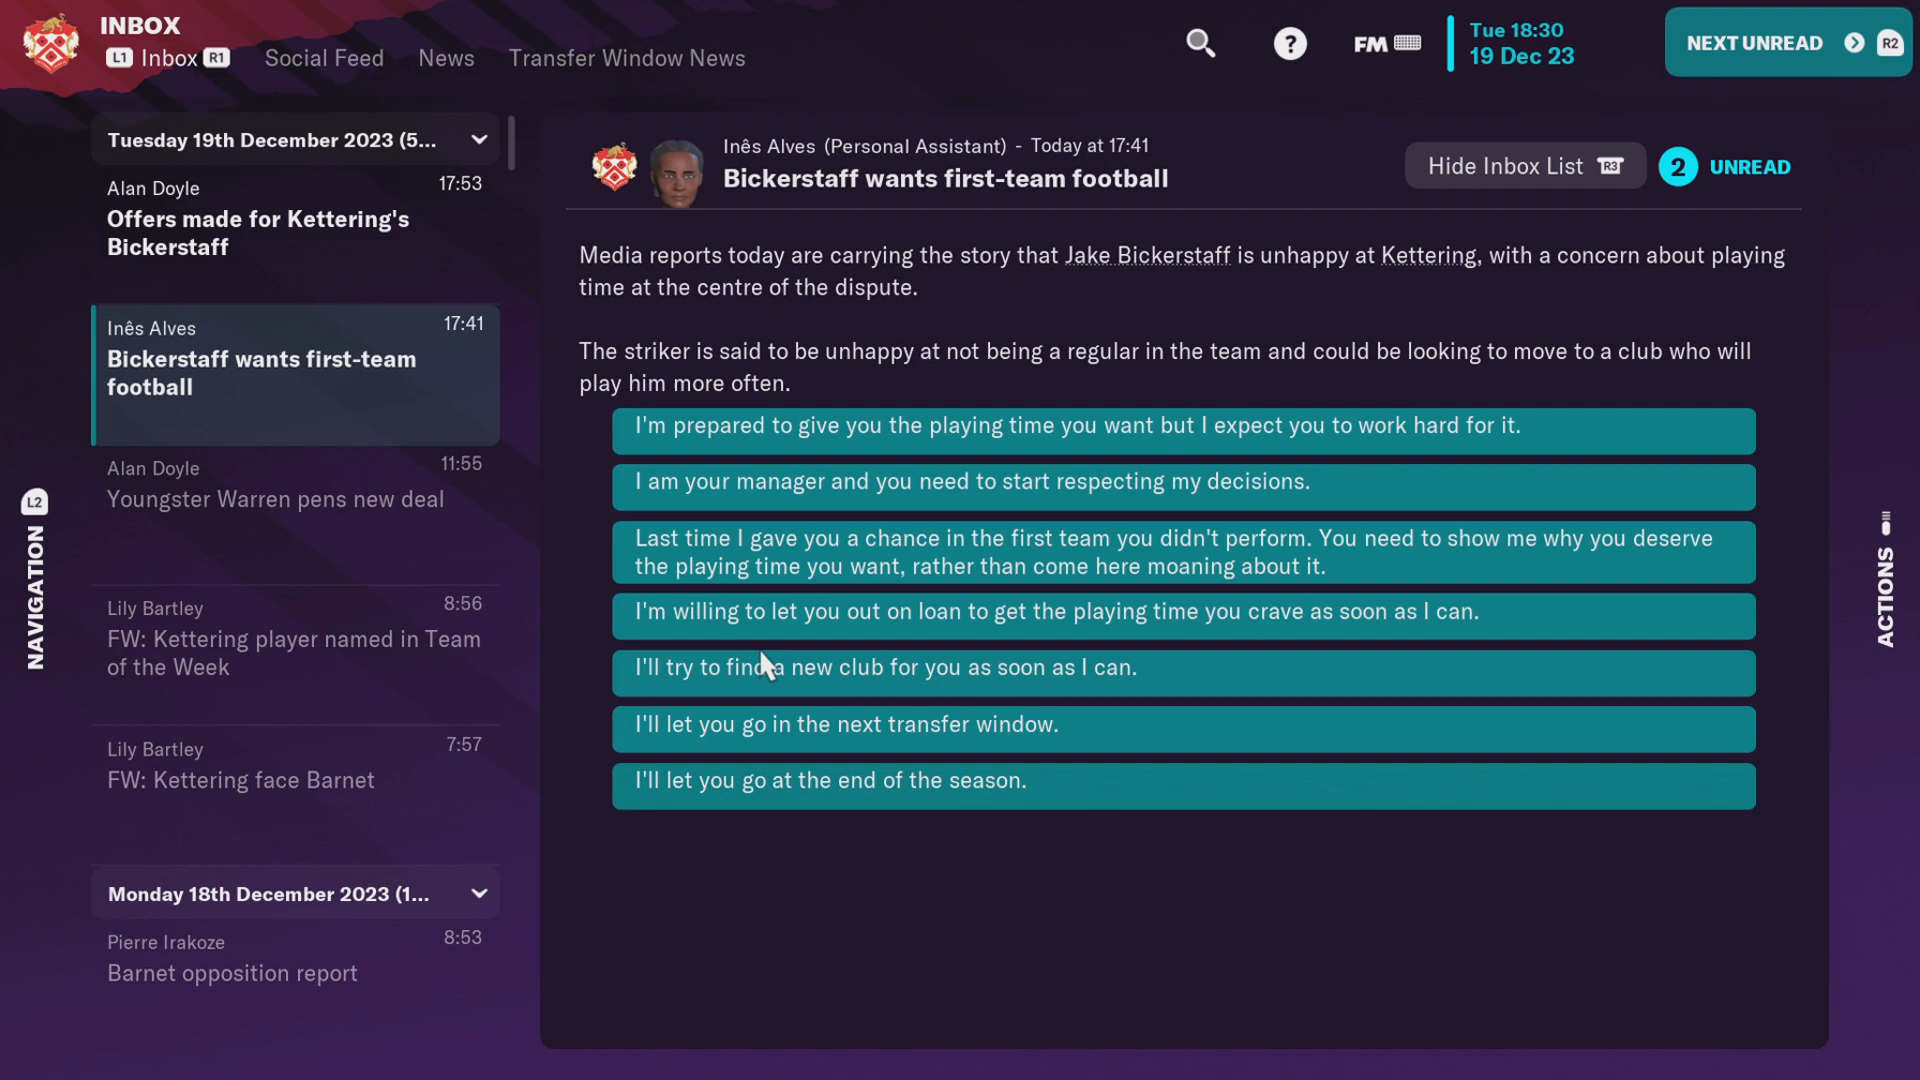 INBOX
L1 Inbox R1 Social Feed News Transfer Window News
FM
Tue 18:30
19 Dec 23
NEXT UNREAD R2
Tuesday 19th December 2023 (5...
Alan Doyle 17:53
Offers made for Kettering's
Bickerstaff
Inês Alves 17:41
Bickerstaff wants first-team
football
Alan Doyle 11:55
Youngster Warren pens new deal
Lily Bartley 8:56
FW: Kettering player named in Team
of the Week
Lily Bartley 7:57
FW: Kettering face Barnet
Monday 18th December 2023 (1...
Pierre Irakoze 8:53
Barnet opposition report
L2
NAVIGATION
Inês Alves (Personal Assistant) - Today at 17:41
Bickerstaff wants first-team football
Hide Inbox List R3
2 UNREAD
Media reports today are carrying the story that Jake Bickerstaff is unhappy at Kettering, with a concern about playing
time at the centre of the dispute.
The striker is said to be unhappy at not being a regular in the team and could be looking to move to a club who will
play him more often.
I'm prepared to give you the playing time you want but I expect you to work hard for it.
I am your manager and you need to start respecting my decisions.
Last time I gave you a chance in the first team you didn't perform. You need to show me why you deserve
the playing time you want, rather than come here moaning about it.
I'm willing to let you out on loan to get the playing time you crave as soon as I can.
I'll try to find a new club for you as soon as I can.
I'll let you go in the next transfer window.
I'll let you go at the end of the season.
ACTIONS